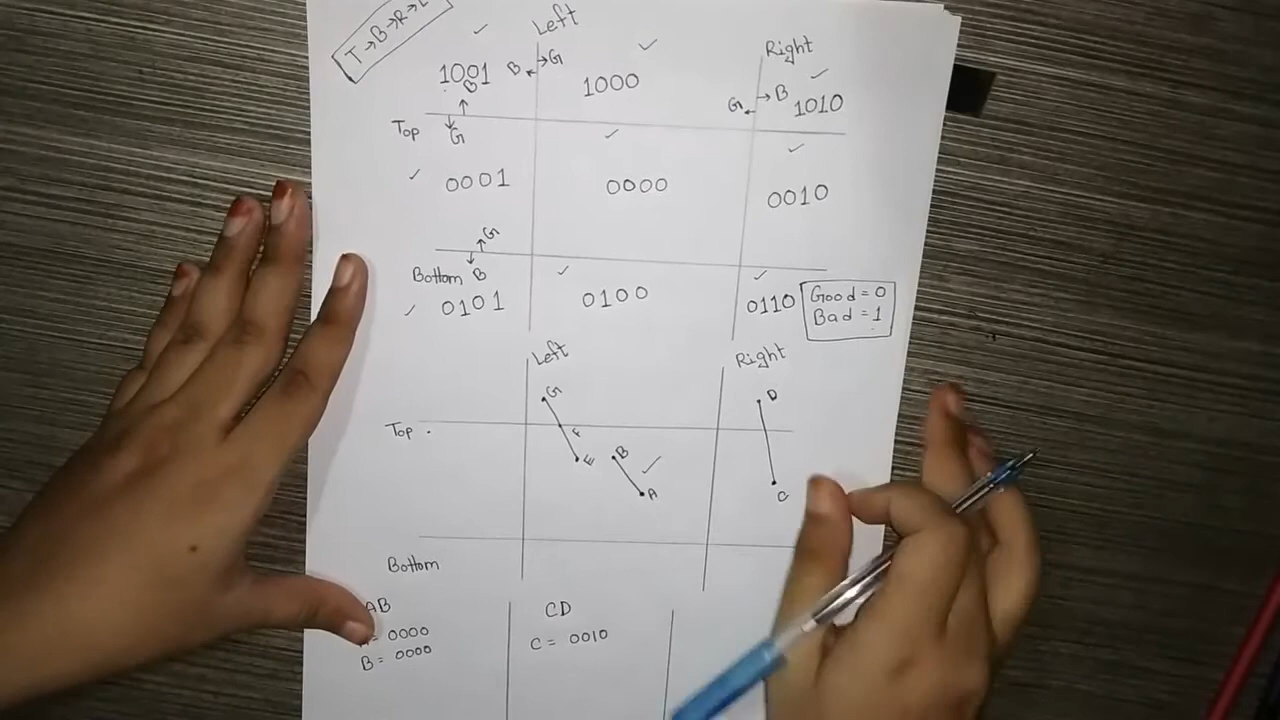 T→B→R→L
Left
Right
1001
B
G
1000
G
B
1010
B
Top
G
0001
0000
0010
G
Bottom
B
0101
0100
0110
Good = 0
Bad = 1
Left
Right
G
D
Top
F
E
B
A
C
Bottom
AB
CD
= 0000
C = 0010
B = 0000